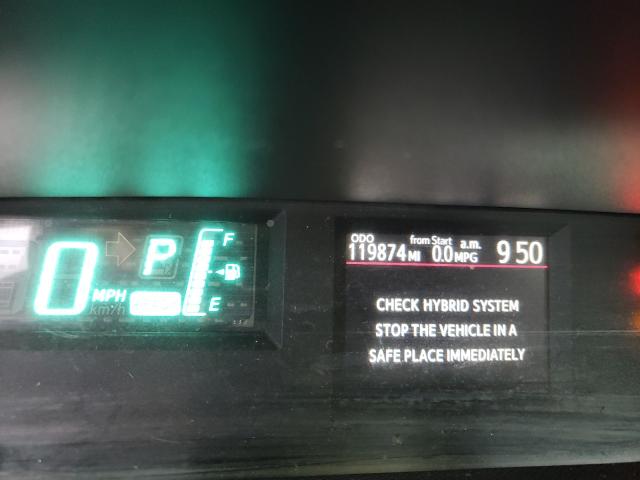 0 MPH km/h P F E
ODO from Start a.m.
119874 MI 0.0 MPG 9 50
CHECK HYBRID SYSTEM
STOP THE VEHICLE IN A
SAFE PLACE IMMEDIATELY